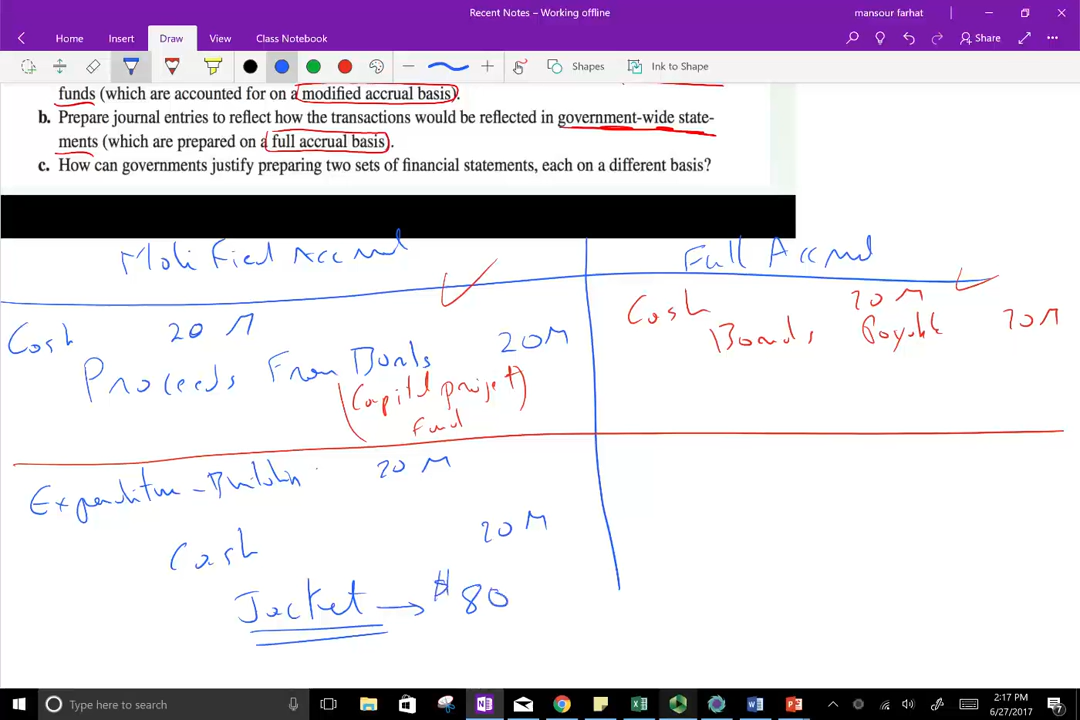 Recent Notes - Working offline
mansour farhat
Home Insert Draw View Class Notebook
Share
Shapes
Ink to Shape
funds (which are accounted for on a modified accrual basis).
b. Prepare journal entries to reflect how the transactions would be reflected in government-wide state-
ments (which are prepared on a full accrual basis).
c. How can governments justify preparing two sets of financial statements, each on a different basis?
Modified Accrual
Full Accrual
Cash 20 M
Proceeds From Bonds 20 M
(Capital project
Fund
Cash 20 M
Bonds Payable 20 M
Expenditure - Building 20 M
Cash 20 M
Jacket → $80
Type here to search
2:17 PM
6/27/2017
7